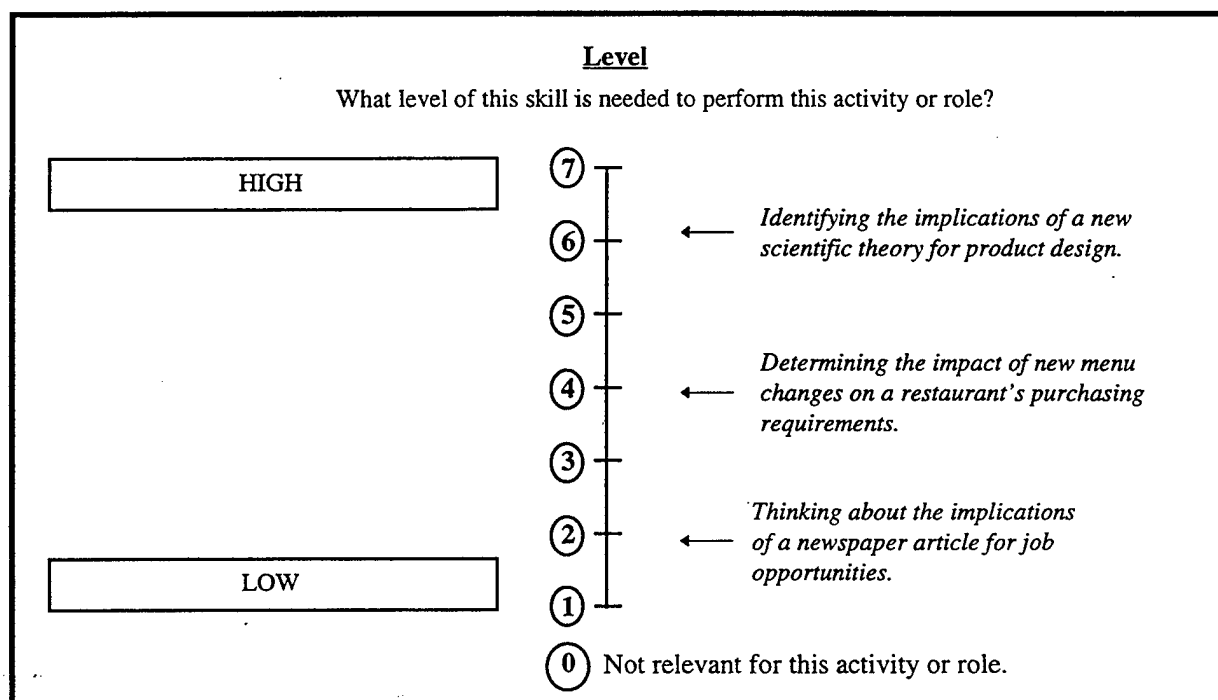 Level
What level of this skill is needed to perform this activity or role?
HIGH
7
6
Identifying the implications of a new
scientific theory for product design.
5
4
Determining the impact of new menu
changes on a restaurant's purchasing
requirements.
3
2
Thinking about the implications
of a newspaper article for job
opportunities.
LOW
1
0 Not relevant for this activity or role.